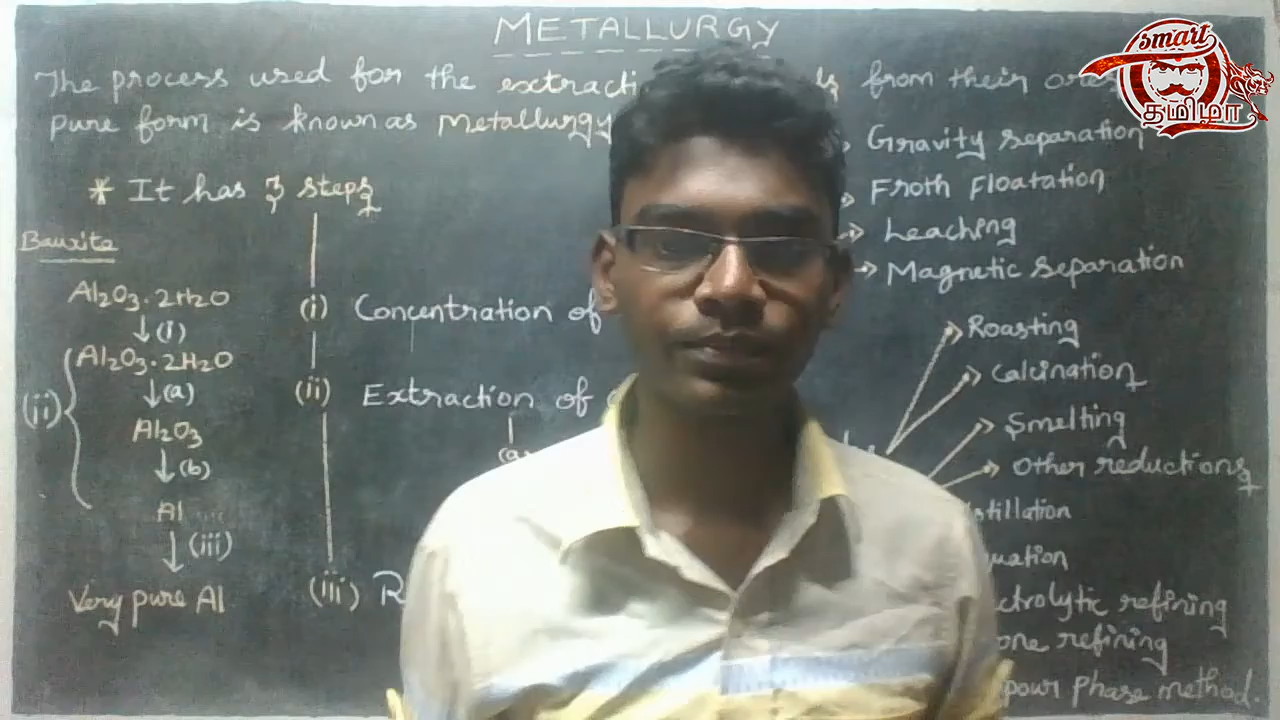 METALLURGY
smart
தமிழா
The process used for the extracti from their ores
pure form is known as Metallurgy
* It has 3 steps
Gravity separation
Froth Floatation
Leaching
Magnetic separation
Bauxite
Al₂O₃.2H₂O
↓(i)
Al₂O₃.2H₂O
↓(a)
Al₂O₃
↓(b)
Al
↓(iii)
Very pure Al
(ii)
(i) Concentration of
(ii) Extraction of
(a
(iii) R
Roasting
Calcination
Smelting
Other reductions
stillation
uation
ctrolytic refining
one refining
pour phase method.